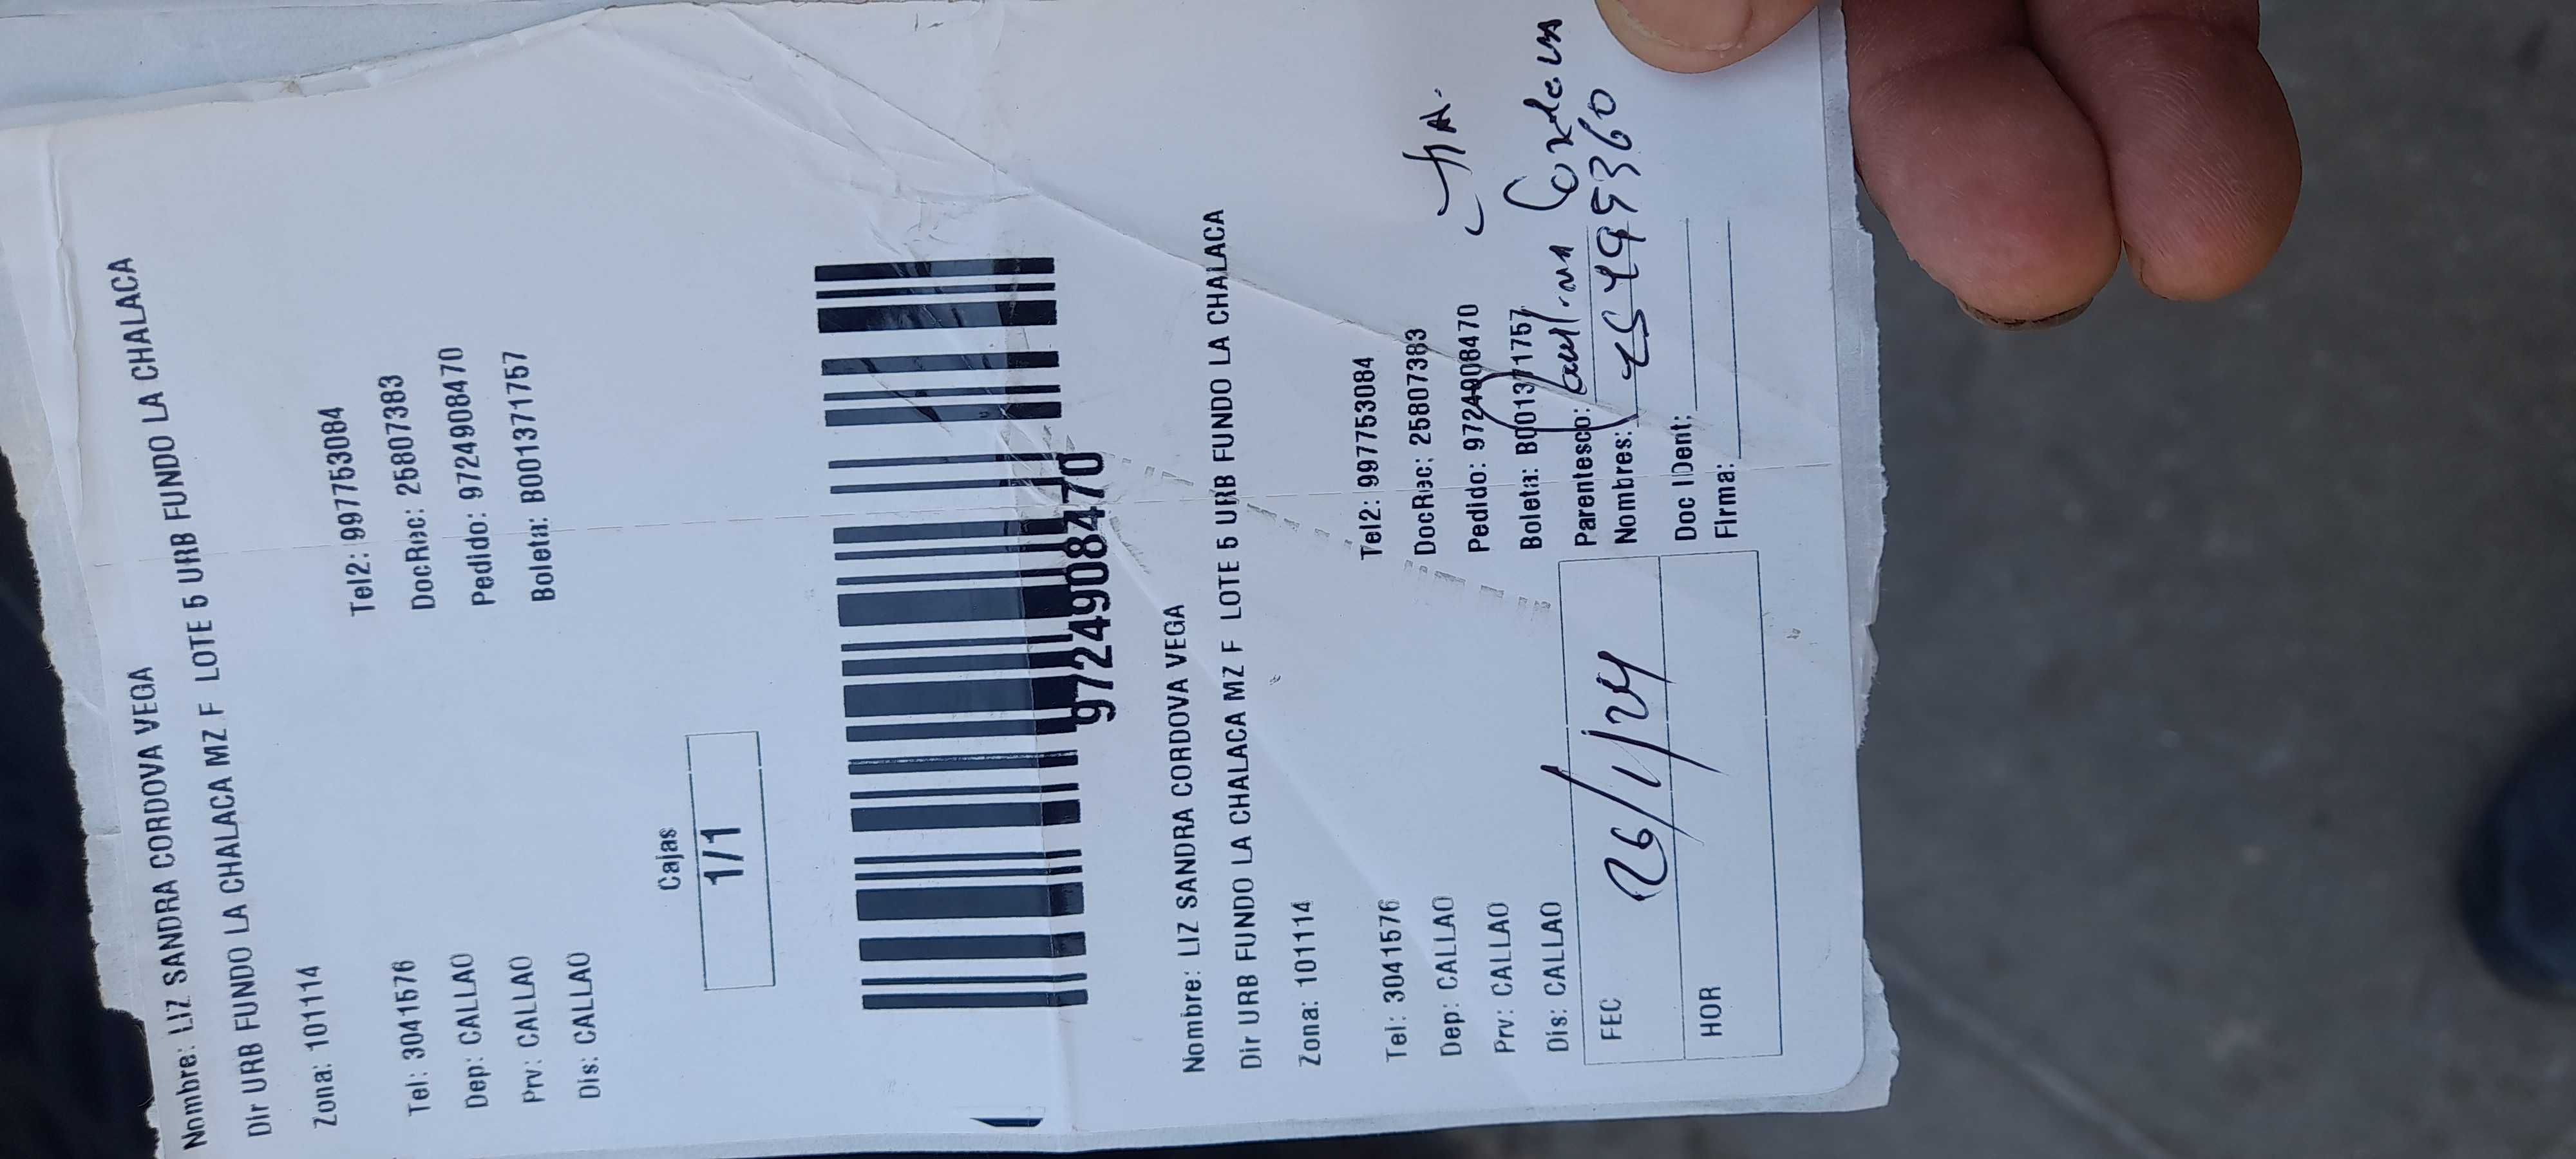 Nombre: LIZ SANDRA CORDOVA VEGA
Dir URB FUNDO LA CHALACA MZ F LOTE 5 URB FUNDO LA CHALACA
Zona: 101114
Tel: 3041576 Tel2: 997753084
Dep: CALLAO DocRec: 25807383
Prv: CALLAO Pedido: 9724908470
Dis: CALLAO Boleta: B001371757
Cajas
1/1
9724908470
Nombre: LIZ SANDRA CORDOVA VEGA
Dir URB FUNDO LA CHALACA MZ F LOTE 5 URB FUNDO LA CHALACA
Zona: 101114
Tel: 3041576 Tel2: 997753084
Dep: CALLAO DocRec: 25807383
Prv: CALLAO Pedido: 9724908470
Dis: CALLAO Boleta: B001371757
FEC 26/1/24
HOR
Parentesco: Cordova
Nombres: 25495360
Doc IDent:
Firma: